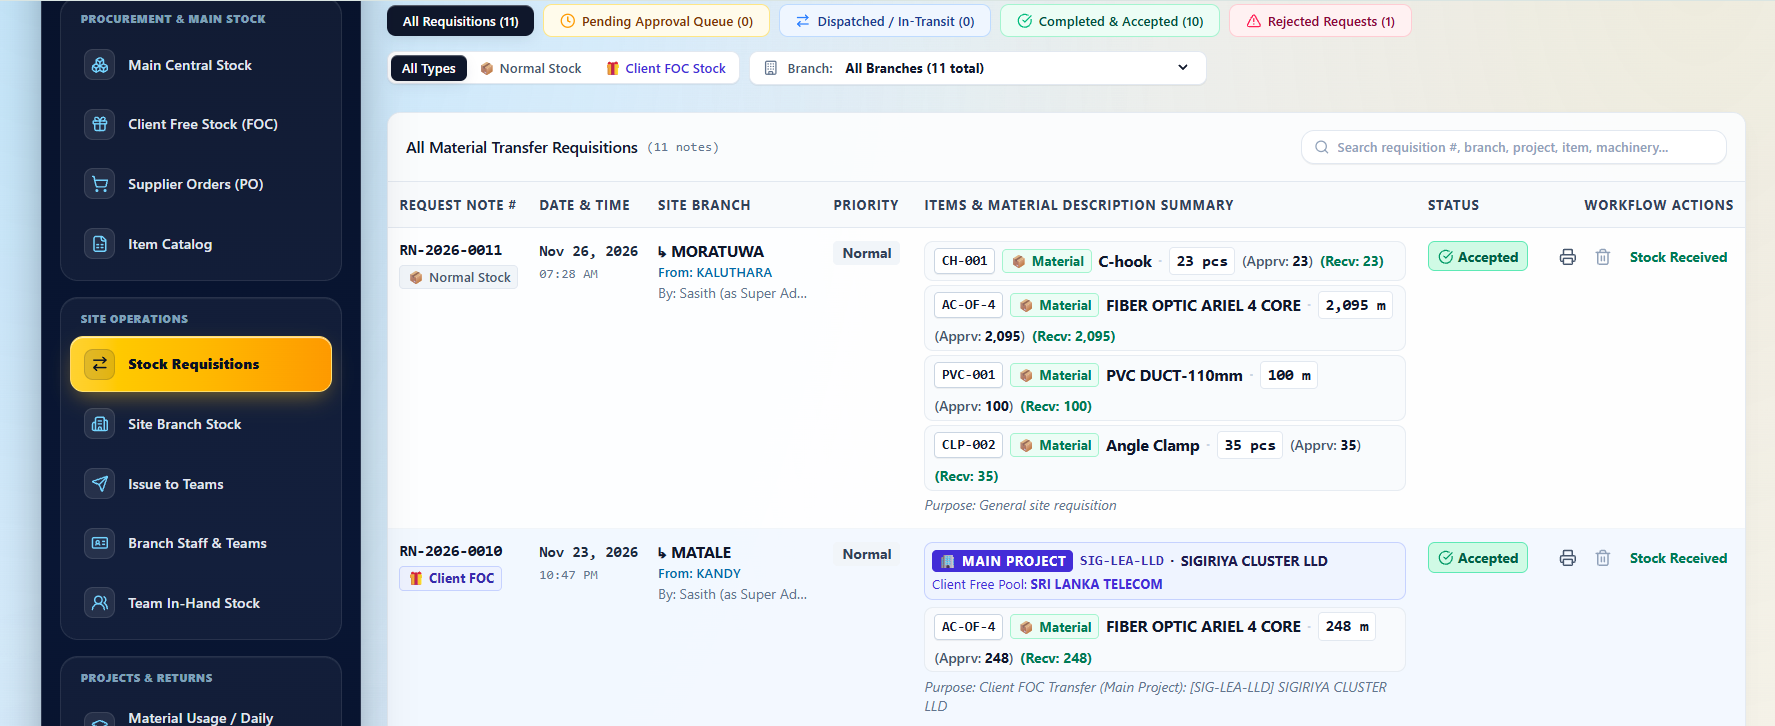 PROCUREMENT & MAIN STOCK
Main Central Stock
Client Free Stock (FOC)
Supplier Orders (PO)
Item Catalog
SITE OPERATIONS
Stock Requisitions
Site Branch Stock
Issue to Teams
Branch Staff & Teams
Team In-Hand Stock
PROJECTS & RETURNS
Material Usage / Daily
All Requisitions (11) Pending Approval Queue (0) Dispatched / In-Transit (0) Completed & Accepted (10) Rejected Requests (1)
All Types Normal Stock Client FOC Stock Branch: All Branches (11 total)
All Material Transfer Requisitions (11 notes) Search requisition #, branch, project, item, machinery...
REQUEST NOTE # DATE & TIME SITE BRANCH PRIORITY ITEMS & MATERIAL DESCRIPTION SUMMARY STATUS WORKFLOW ACTIONS
RN-2026-0011
Normal Stock
Nov 26, 2026
07:28 AM
↳ MORATUWA
From: KALUTHARA
By: Sasith (as Super Ad...
Normal
CH-001 Material C-hook · 23 pcs (Apprv: 23) (Recv: 23)
AC-OF-4 Material FIBER OPTIC ARIEL 4 CORE · 2,095 m
(Apprv: 2,095) (Recv: 2,095)
PVC-001 Material PVC DUCT-110mm · 100 m
(Apprv: 100) (Recv: 100)
CLP-002 Material Angle Clamp · 35 pcs (Apprv: 35)
(Recv: 35)
Purpose: General site requisition
Accepted
Stock Received
RN-2026-0010
Client FOC
Nov 23, 2026
10:47 PM
↳ MATALE
From: KANDY
By: Sasith (as Super Ad...
Normal
MAIN PROJECT SIG-LEA-LLD · SIGIRIYA CLUSTER LLD
Client Free Pool: SRI LANKA TELECOM
AC-OF-4 Material FIBER OPTIC ARIEL 4 CORE · 248 m
(Apprv: 248) (Recv: 248)
Purpose: Client FOC Transfer (Main Project): [SIG-LEA-LLD] SIGIRIYA CLUSTER
LLD
Accepted
Stock Received